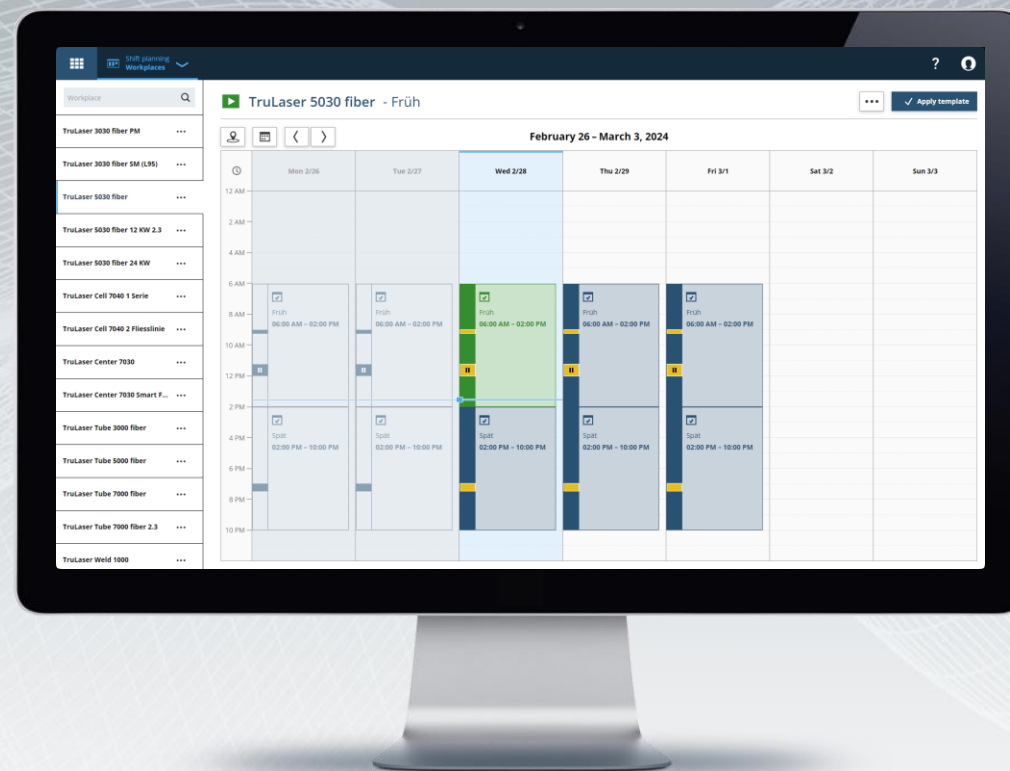 Shift planning
Workplaces
?
Workplace
TruLaser 5030 fiber - Früh
Apply template
TruLaser 3030 fiber PM
TruLaser 3030 fiber SM (L95)
TruLaser 5030 fiber
TruLaser 5030 fiber 12 KW 2.3
TruLaser 5030 fiber 24 KW
TruLaser Cell 7040 1 Serie
TruLaser Cell 7040 2 Fliesslinie
TruLaser Center 7030
TruLaser Center 7030 Smart F...
TruLaser Tube 3000 fiber
TruLaser Tube 5000 fiber
TruLaser Tube 7000 fiber
TruLaser Tube 7000 fiber 2.3
TruLaser Weld 1000
February 26 – March 3, 2024
Mon 2/26 Tue 2/27 Wed 2/28 Thu 2/29 Fri 3/1 Sat 3/2 Sun 3/3
12 AM
2 AM
4 AM
6 AM
8 AM
10 AM
12 PM
2 PM
4 PM
6 PM
8 PM
10 PM
Früh Früh Früh Früh Früh
06:00 AM – 02:00 PM 06:00 AM – 02:00 PM 06:00 AM – 02:00 PM 06:00 AM – 02:00 PM 06:00 AM – 02:00 PM
Spät Spät Spät Spät Spät
02:00 PM – 10:00 PM 02:00 PM – 10:00 PM 02:00 PM – 10:00 PM 02:00 PM – 10:00 PM 02:00 PM – 10:00 PM